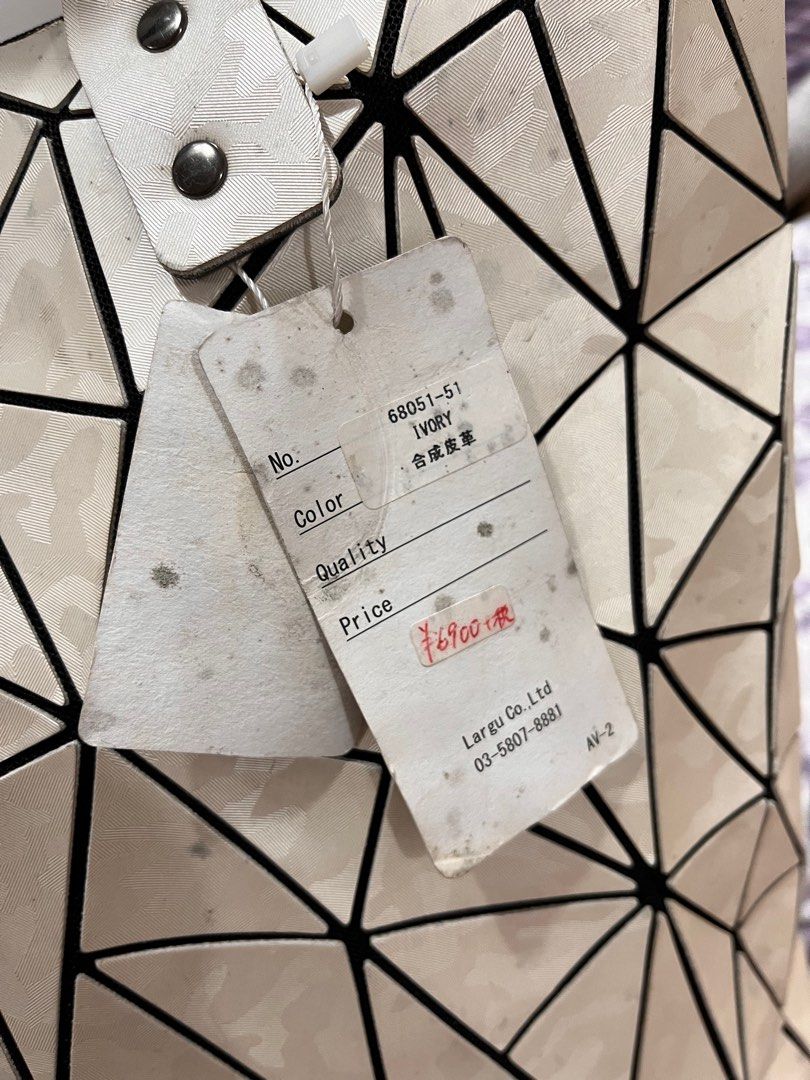 68051-51
IVORY
合成皮革
No.
Color
Quality
Price
¥6900+税
Largu Co.,Ltd
03-5807-8881
AV-2